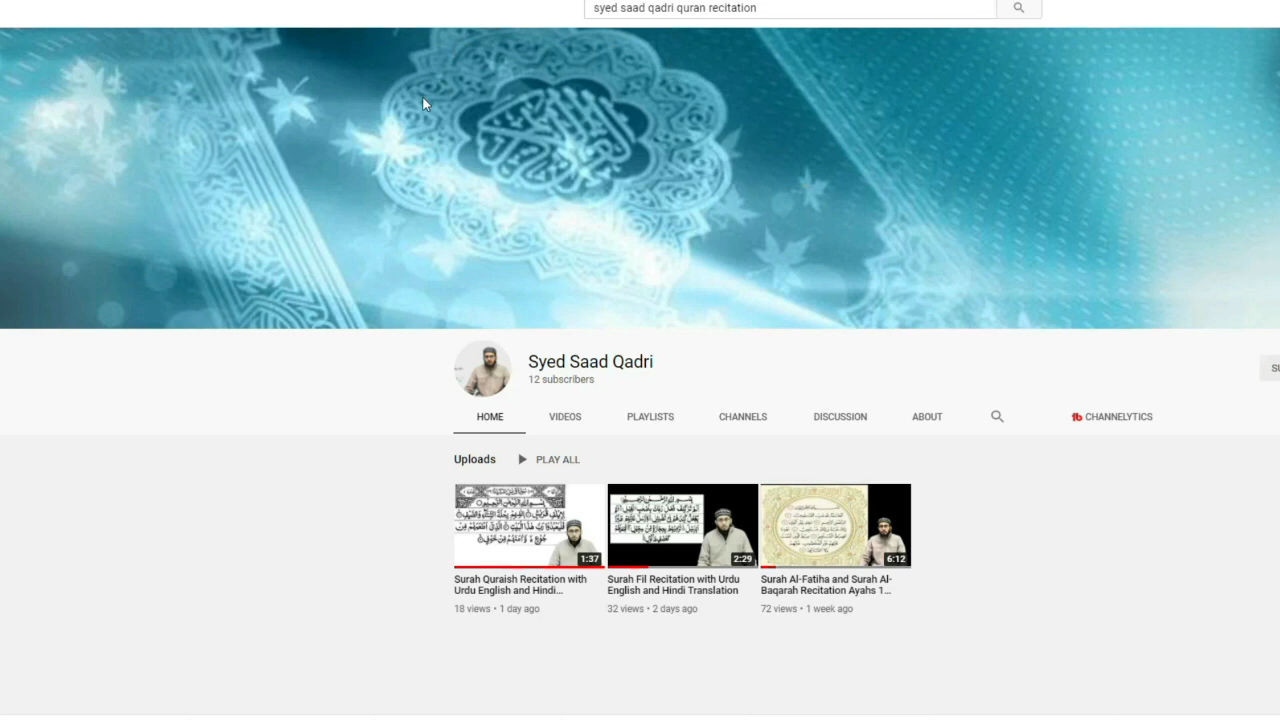 syed saad qadri quran recitation
القرآن الكريم
Syed Saad Qadri
12 subscribers
HOME VIDEOS PLAYLISTS CHANNELS DISCUSSION ABOUT CHANNELYTICS
Uploads PLAY ALL
1:37 2:29 6:12
Surah Quraish Recitation with
Urdu English and Hindi...
18 views • 1 day ago
Surah Fil Recitation with Urdu
English and Hindi Translation
32 views • 2 days ago
Surah Al-Fatiha and Surah Al-
Baqarah Recitation Ayahs 1...
72 views • 1 week ago